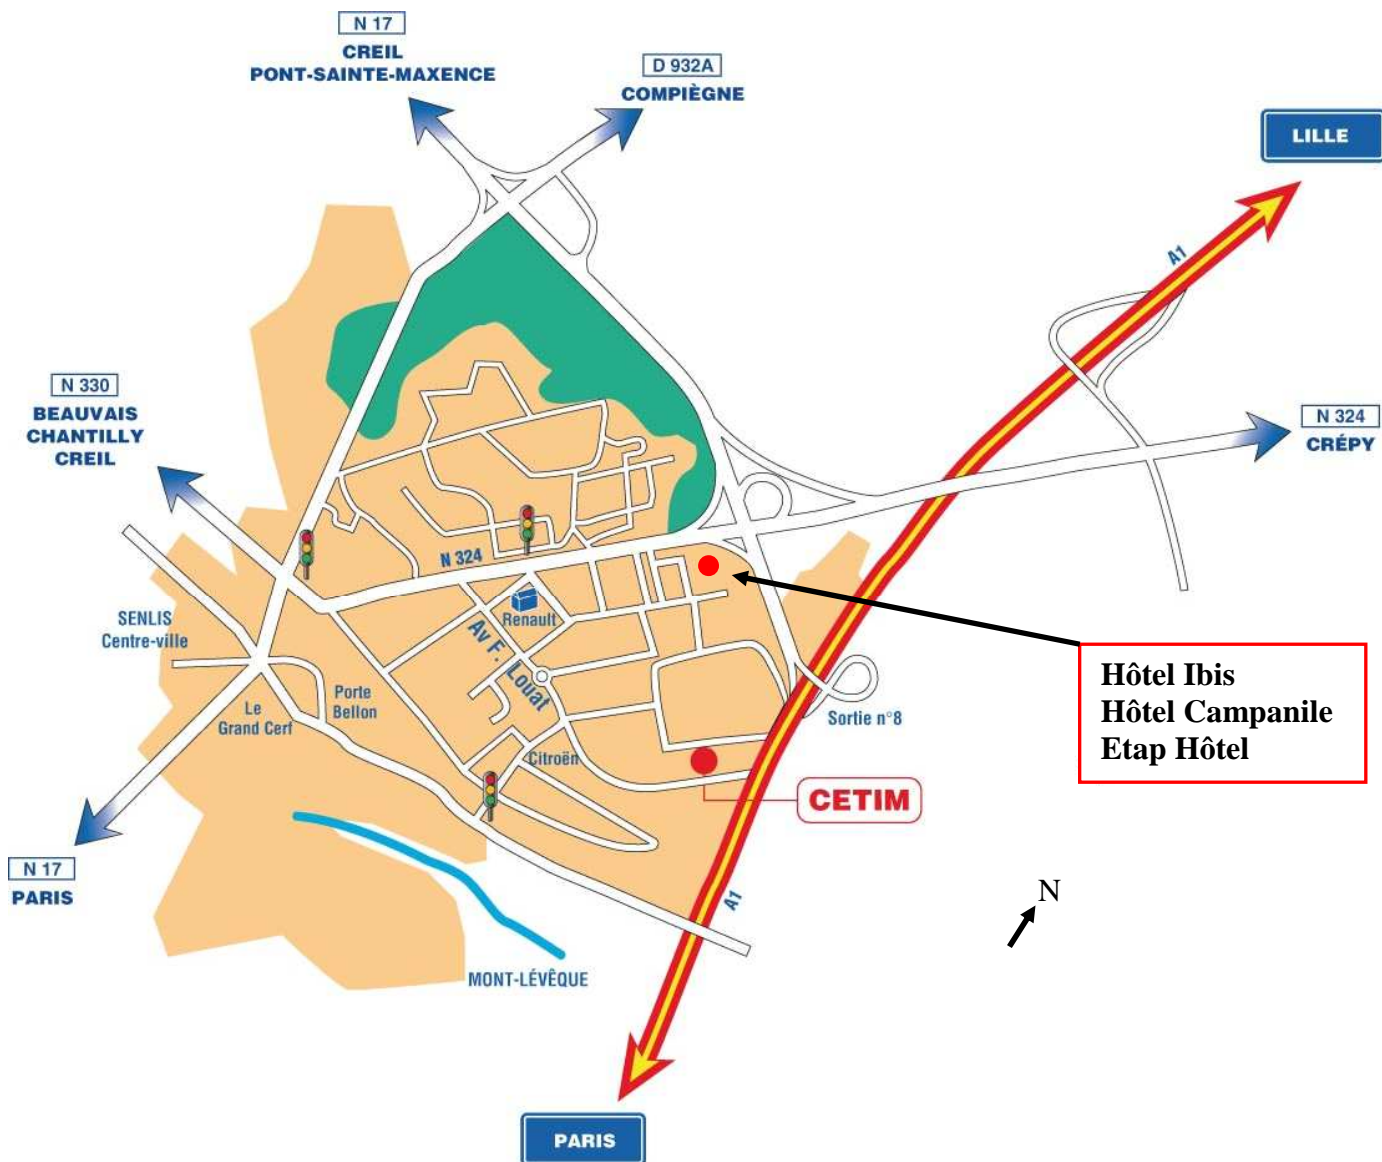 N 17
CREIL
PONT-SAINTE-MAXENCE
D 932A
COMPIÈGNE
LILLE
A1
N 330
BEAUVAIS
CHANTILLY
CREIL
N 324
CRÉPY
N 324
SENLIS
Centre-ville
Renault
Av F. Louat
Porte
Bellon
Le
Grand Cerf
Sortie n°8
Citroën
CETIM
Hôtel Ibis
Hôtel Campanile
Etap Hôtel
N 17
PARIS
A1
N
MONT-LÉVÊQUE
PARIS